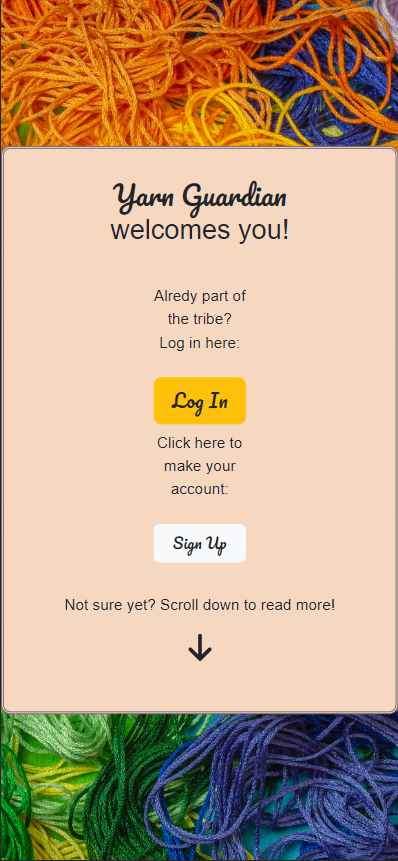 Yarn Guardian
welcomes you!
Alredy part of
the tribe?
Log in here:
Log In
Click here to
make your
account:
Sign Up
Not sure yet? Scroll down to read more!